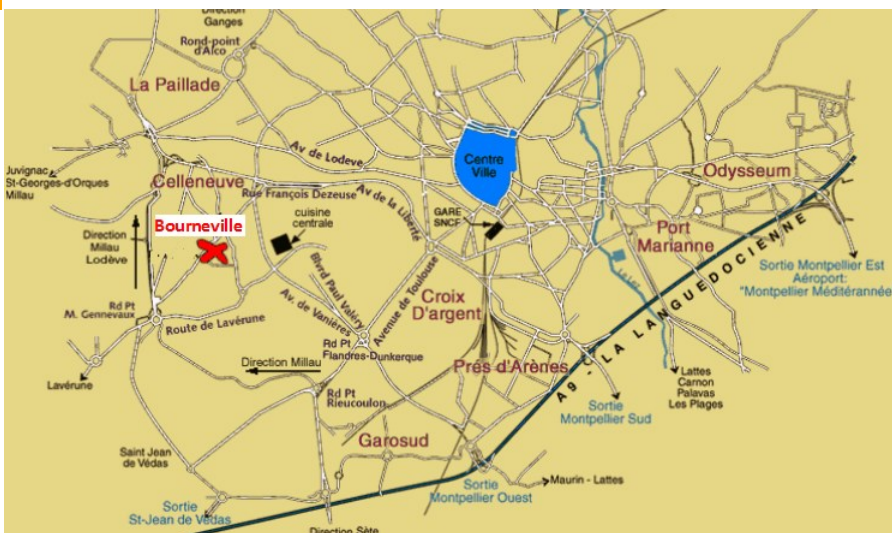 Direction
Ganges
Rond-point
d'Alco
La Paillade
Av de Lodeve
Centre
Ville
Juvignac
St-Georges-d'Orques
Millau
Celleneuve
Rue François Dezeuse
Av de la Liberté
Odysseum
Bourneville
cuisine
centrale
GARE
SNCF
Port
Marianne
Direction
Millau
Lodève
Sortie Montpellier Est
Aéroport:
"Montpellier Méditérannée
Blvrd Paul Valéry
Avenue de Toulouse
Croix
D'argent
Lez
Av. de Vanières
Rd Pt
M. Gennevaux
Route de Lavérune
A9 - LA LANGUEDOCIENNE
Rd Pt
Flandres-Dunkerque
Direction Millau
Prés d'Arènes
Lavérune
Lattes
Carnon
Palavas
Les Plages
Rd Pt
Rieucoulon
Sortie
Montpellier Sud
Garosud
Saint Jean
de Védas
Sortie
Montpellier Ouest
Maurin - Lattes
Sortie
St-Jean de Védas
Direction Sète